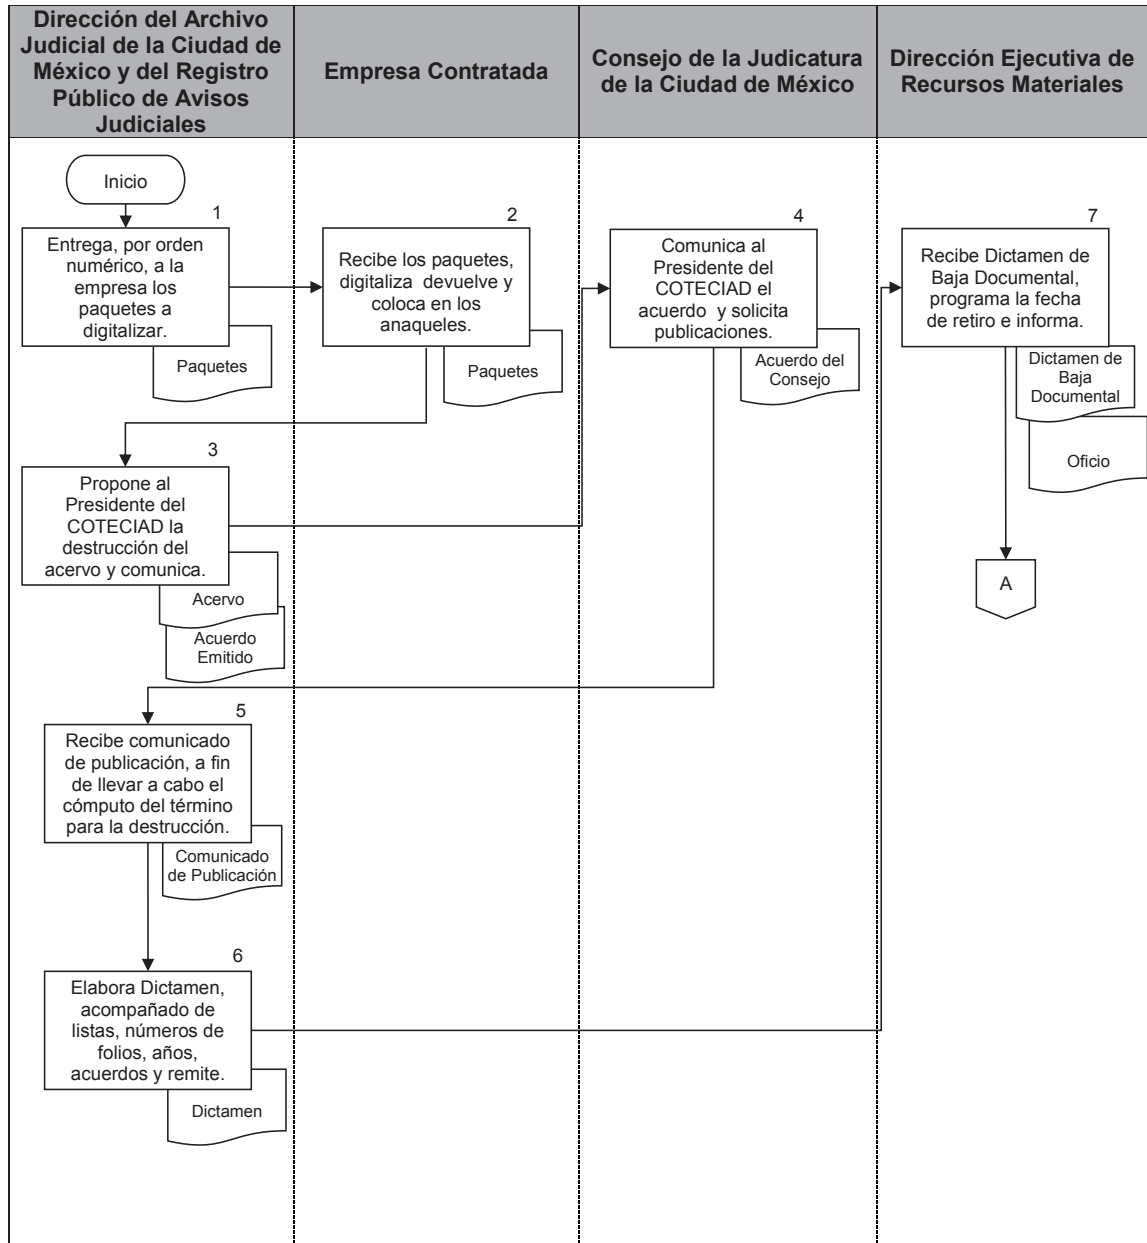 Dirección del Archivo
Judicial de la Ciudad de
México y del Registro
Público de Avisos
Judiciales
Empresa Contratada
Consejo de la Judicatura
de la Ciudad de México
Dirección Ejecutiva de
Recursos Materiales
Inicio
1
Entrega, por orden
numérico, a la
empresa los
paquetes a
digitalizar.
Paquetes
2
Recibe los paquetes,
digitaliza devuelve y
coloca en los
anaqueles.
Paquetes
3
Propone al
Presidente del
COTECIAD la
destrucción del
acervo y comunica.
Acervo
Acuerdo
Emitido
4
Comunica al
Presidente del
COTECIAD el
acuerdo y solicita
publicaciones.
Acuerdo del
Consejo
5
Recibe comunicado
de publicación, a fin
de llevar a cabo el
cómputo del término
para la destrucción.
Comunicado
de Publicación
6
Elabora Dictamen,
acompañado de
listas, números de
folios, años,
acuerdos y remite.
Dictamen
7
Recibe Dictamen de
Baja Documental,
programa la fecha
de retiro e informa.
Dictamen de
Baja
Documental
Oficio
A